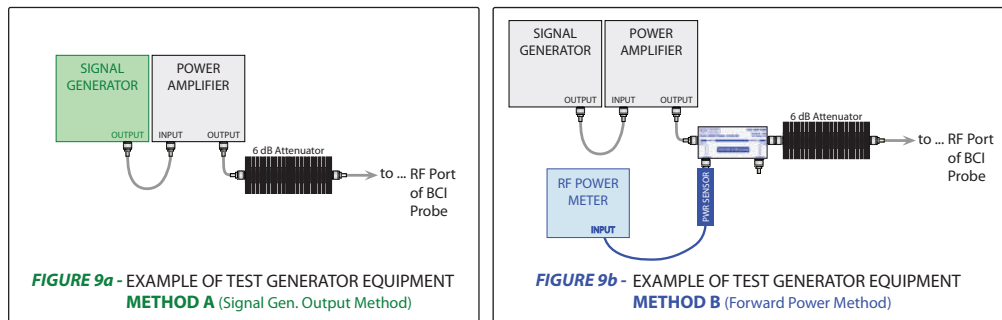 SIGNAL
GENERATOR
POWER
AMPLIFIER
OUTPUT
INPUT
OUTPUT
6 dB Attenuator
to ... RF Port
of BCI
Probe
FIGURE 9a - EXAMPLE OF TEST GENERATOR EQUIPMENT
METHOD A (Signal Gen. Output Method)
SIGNAL
GENERATOR
POWER
AMPLIFIER
OUTPUT
INPUT
OUTPUT
6 dB Attenuator
to ... RF Port
of BCI
Probe
RF POWER
METER
INPUT
PWR SENSOR
FIGURE 9b - EXAMPLE OF TEST GENERATOR EQUIPMENT
METHOD B (Forward Power Method)